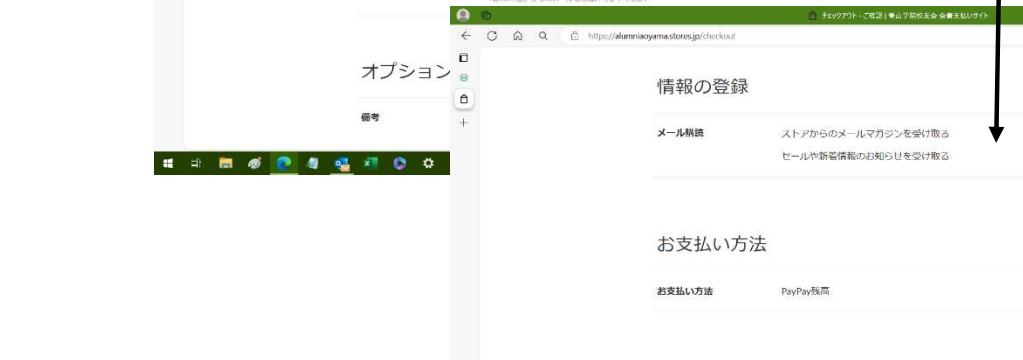 チェックアウト - ご確認 | 青山学院校友会 会費支払いサイト
https://alumniaoyama.stores.jp/checkout
オプション
備考
情報の登録
メール購読
ストアからのメールマガジンを受け取る
セールや新着情報のお知らせを受け取る
お支払い方法
お支払い方法
PayPay残高